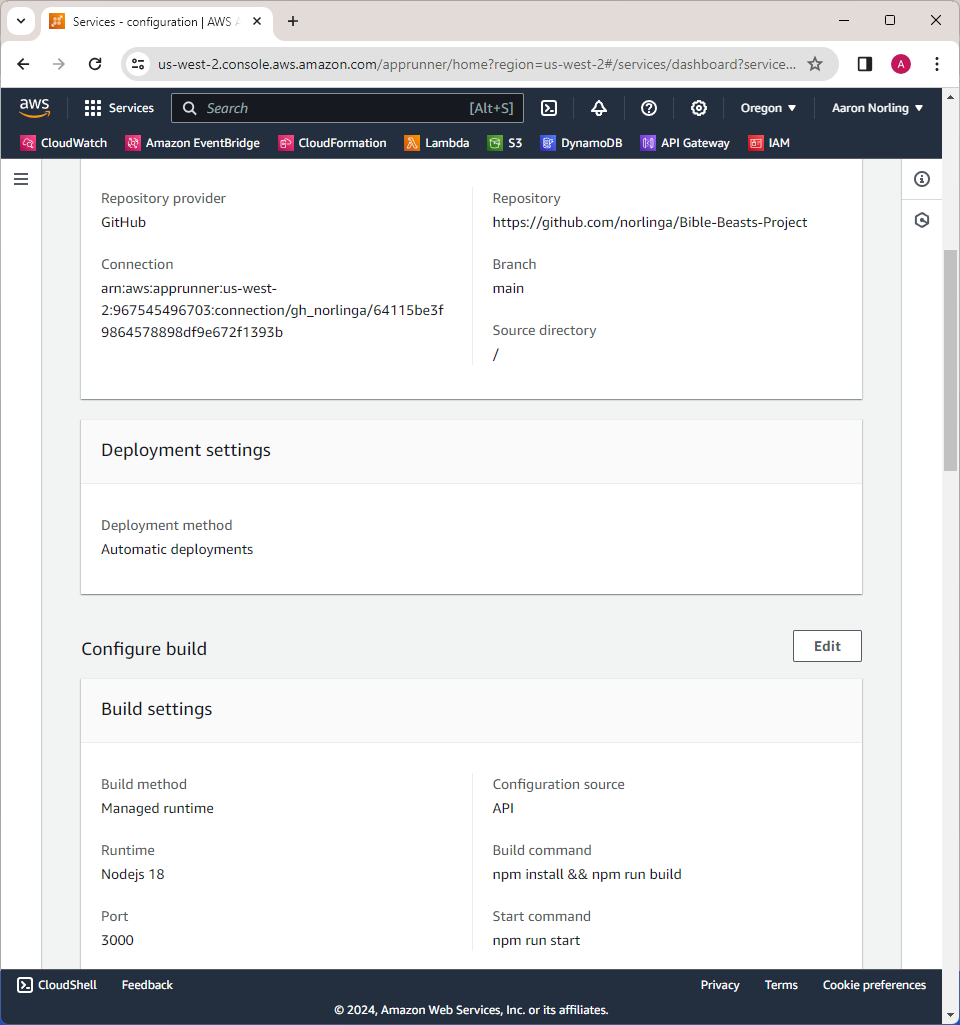 Services - configuration | AWS A
us-west-2.console.aws.amazon.com/apprunner/home?region=us-west-2#/services/dashboard?service...
A
aws
Services
Search
[Alt+S]
Oregon
Aaron Norling
CloudWatch
Amazon EventBridge
CloudFormation
Lambda
S3
DynamoDB
API Gateway
IAM
Repository provider
GitHub
Repository
https://github.com/norlinga/Bible-Beasts-Project
Connection
arn:aws:apprunner:us-west-
2:967545496703:connection/gh_norlinga/64115be3f
9864578898df9e672f1393b
Branch
main
Source directory
/
Deployment settings
Deployment method
Automatic deployments
Configure build
Edit
Build settings
Build method
Managed runtime
Configuration source
API
Runtime
Nodejs 18
Build command
npm install && npm run build
Port
3000
Start command
npm run start
CloudShell
Feedback
Privacy
Terms
Cookie preferences
© 2024, Amazon Web Services, Inc. or its affiliates.